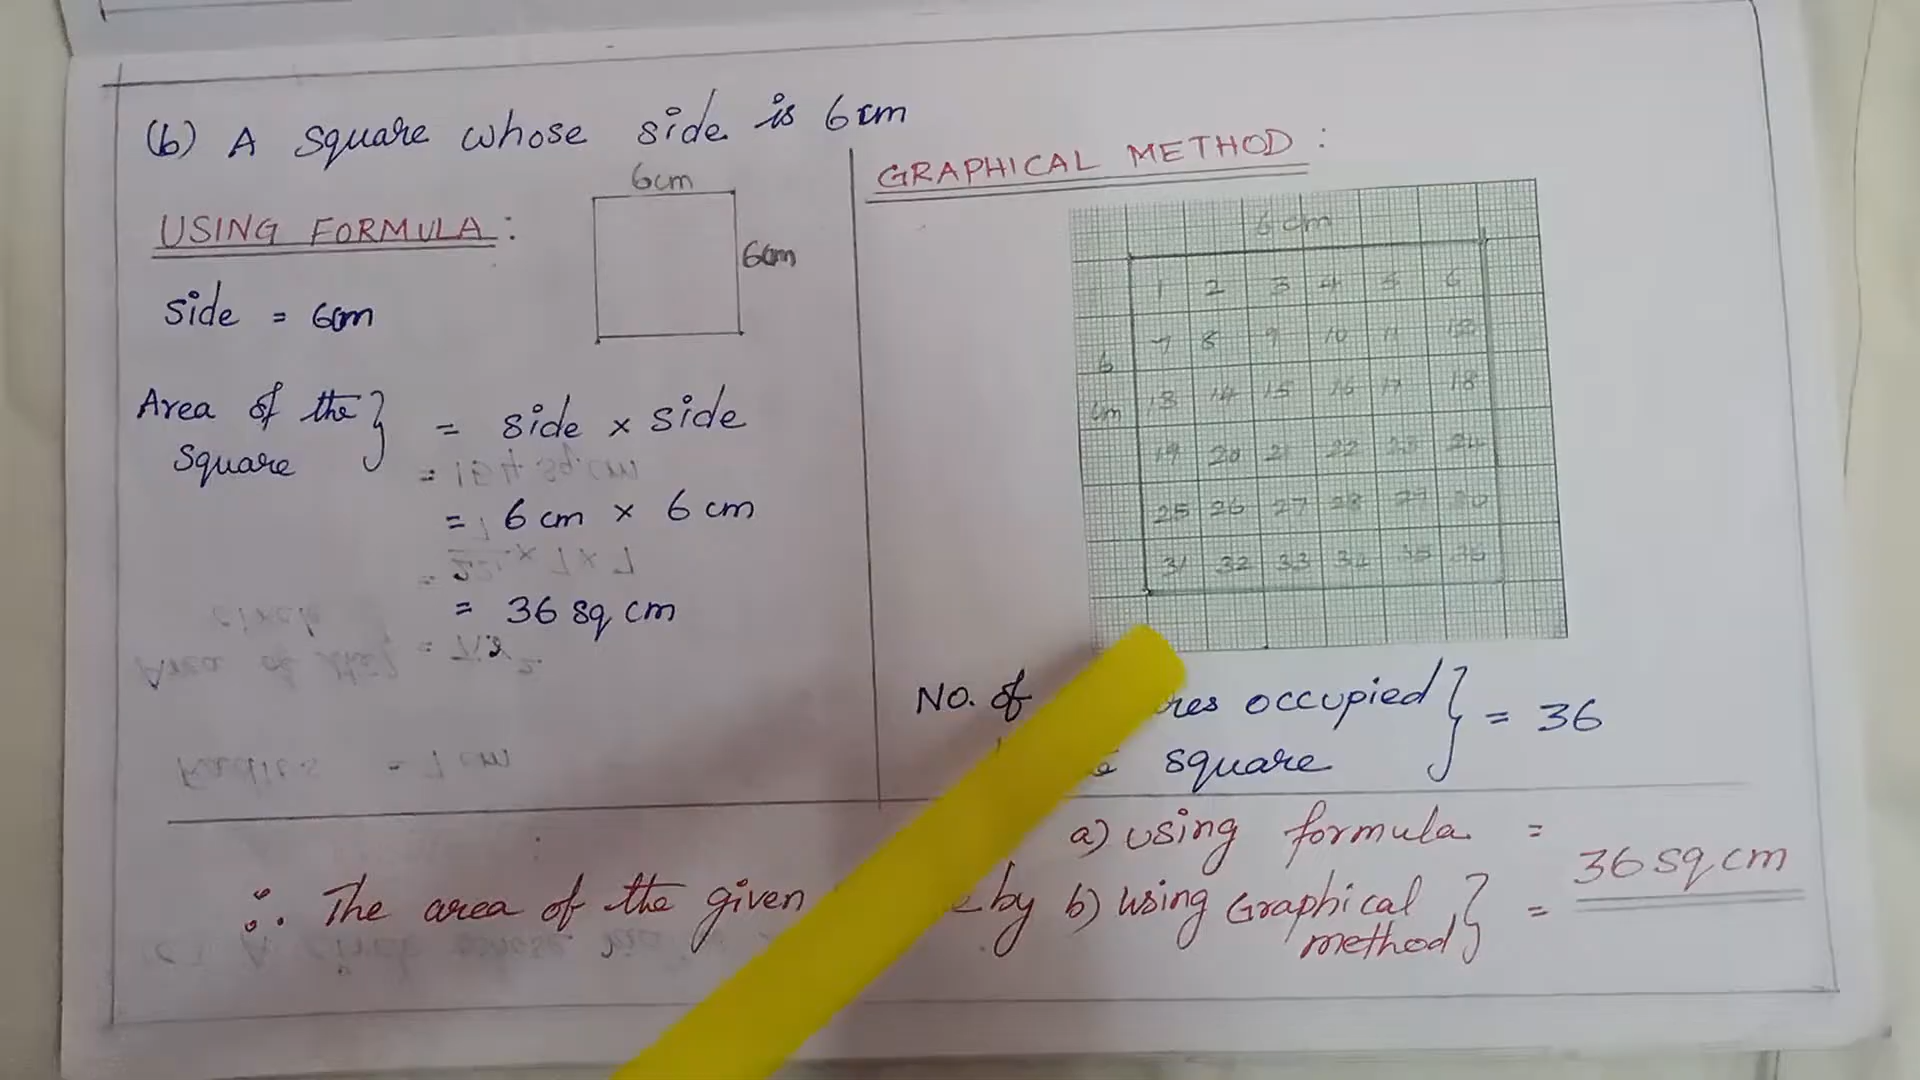 (b) A square whose side is 6cm
USING FORMULA :
6cm
6cm
side = 6cm
Area of the } = side × side
square
= 6 cm × 6 cm
= 36 sq cm
GRAPHICAL METHOD :
6 cm
6
cm
1 2 3 4 5 6
7 8 9 10 11 12
13 14 15 16 17 18
19 20 21 22 23 24
25 26 27 28 29 30
31 32 33 34 35 36
No. of occupied } = 36
square
a) using formula =
36 sq cm
∴ The area of the given by b) using Graphical } =
method